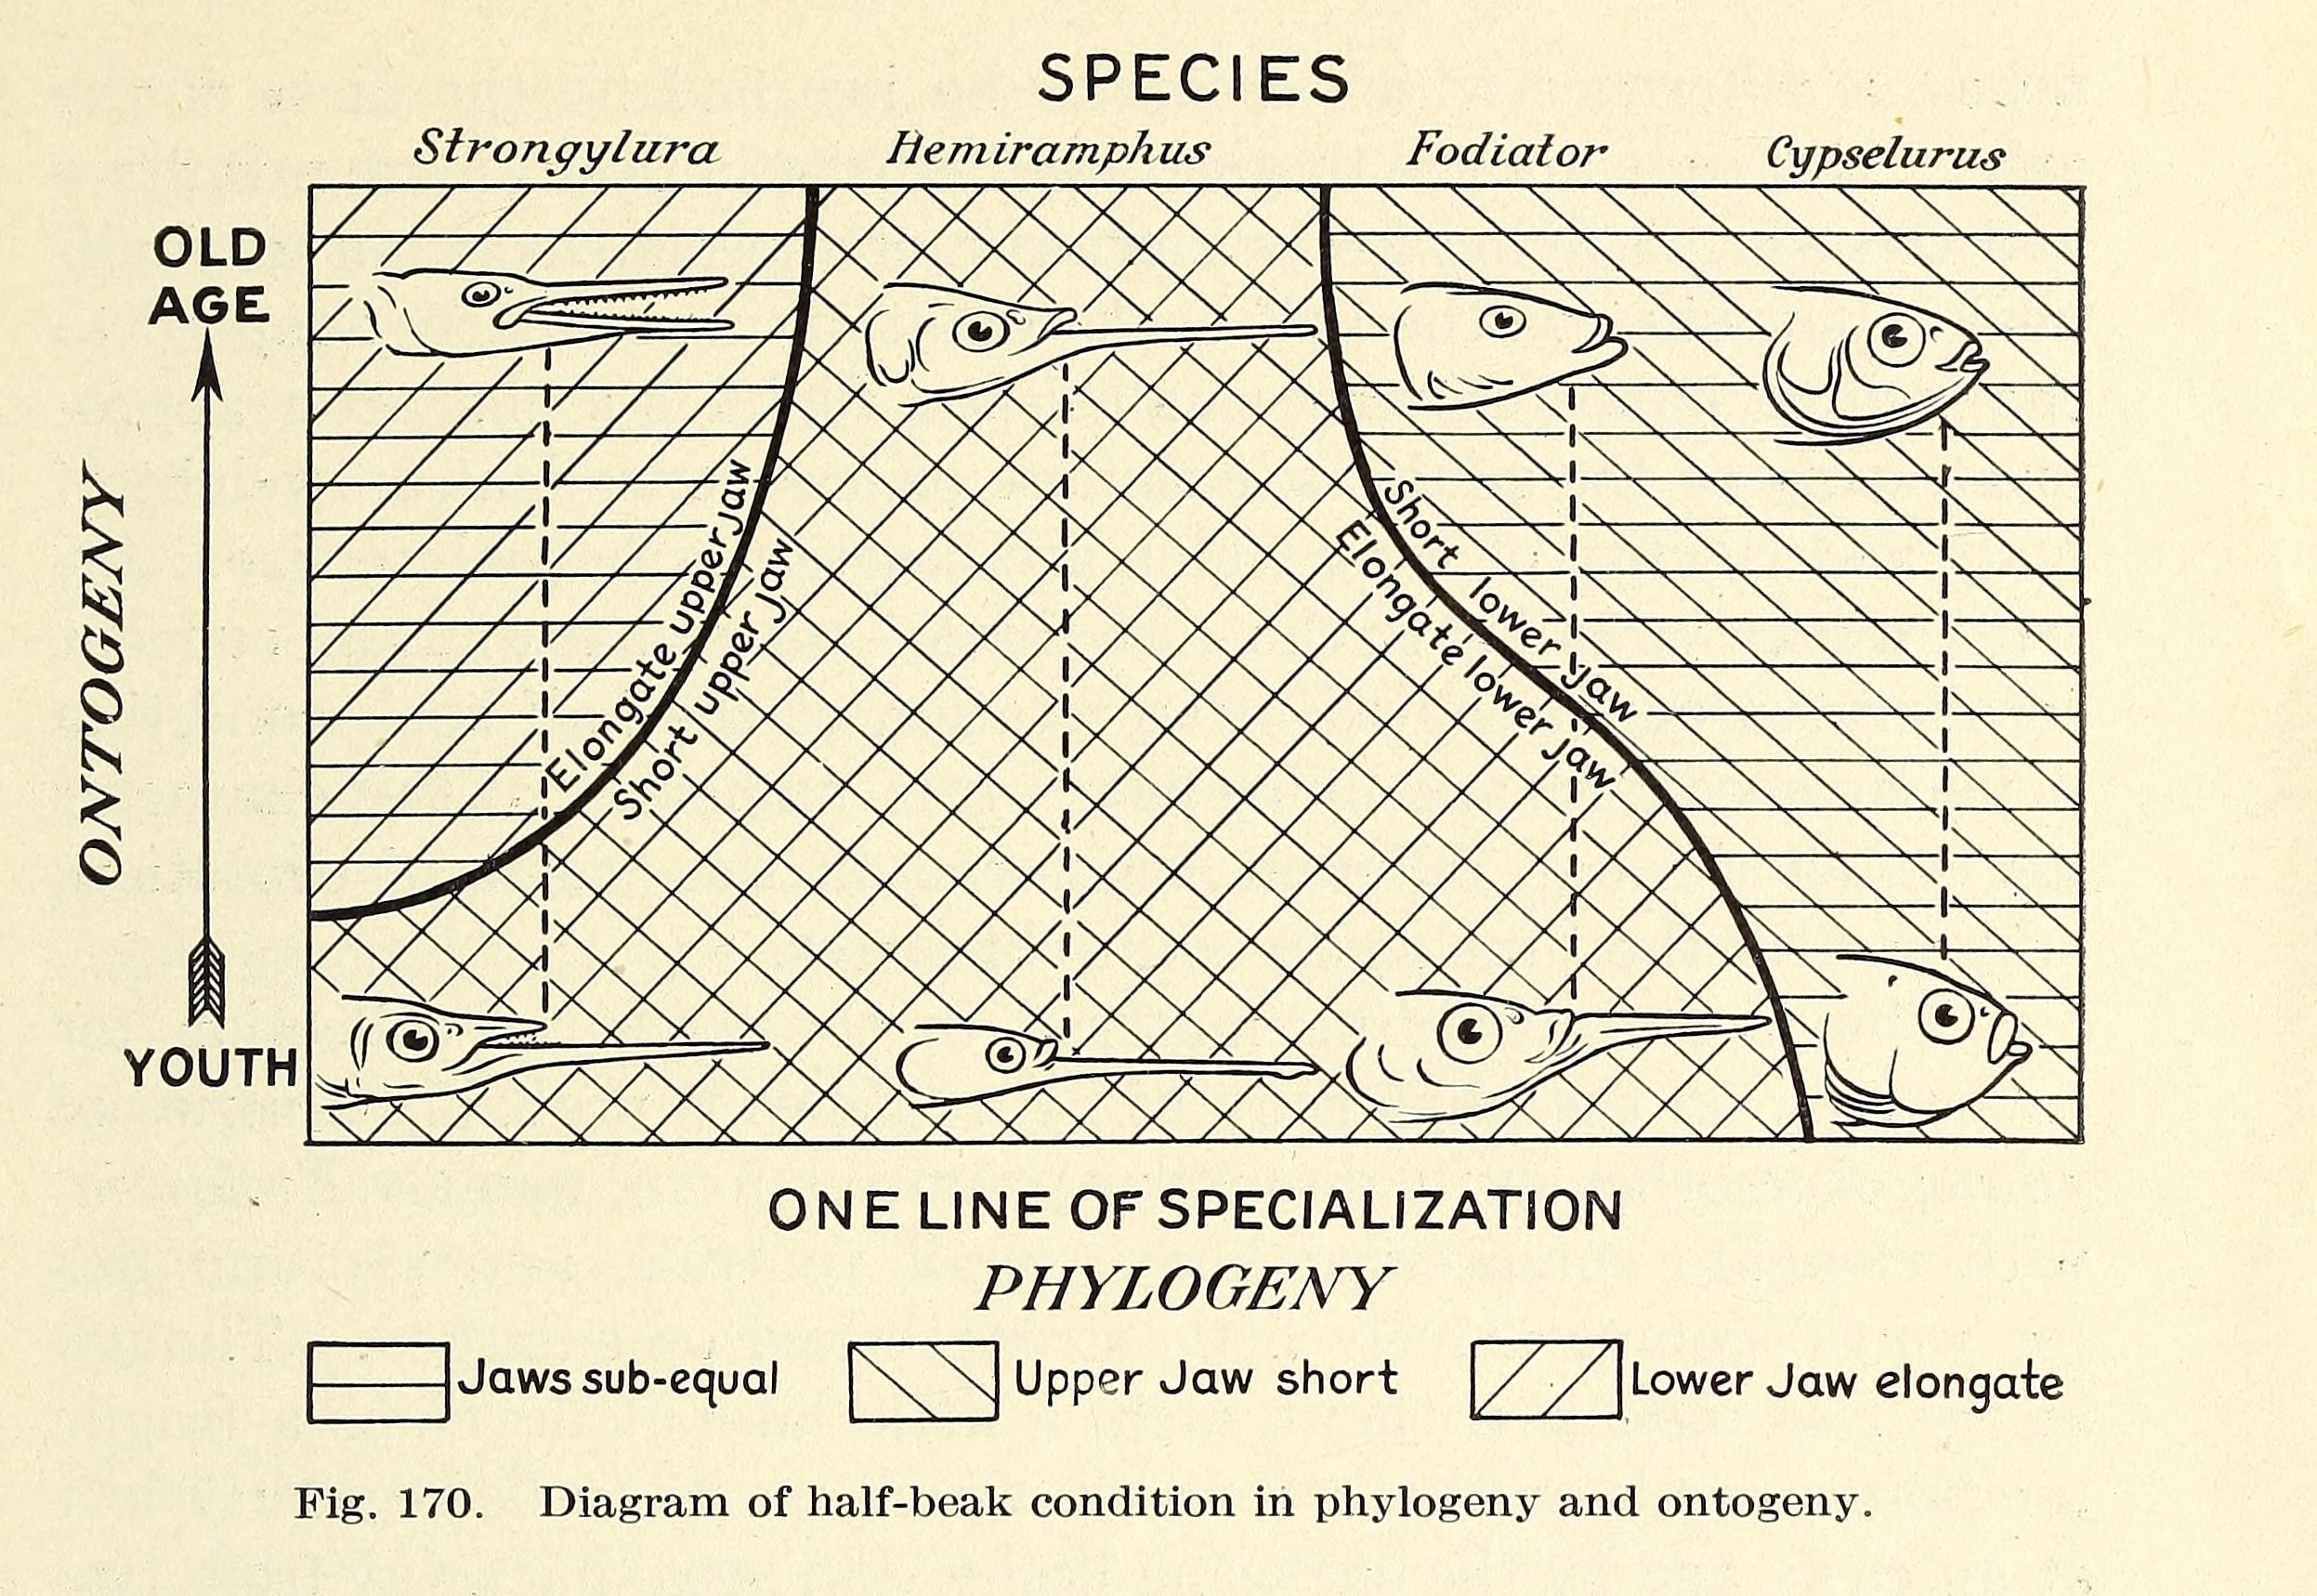 SPECIES
Strongylura Hemiramphus Fodiator Cypselurus
OLD
AGE
ONTOGENY
YOUTH
Elongate upper jaw
Short upper jaw
Short lower jaw
Elongate lower jaw
ONE LINE OF SPECIALIZATION
PHYLOGENY
Jaws sub-equal Upper Jaw short Lower Jaw elongate
Fig. 170. Diagram of half-beak condition in phylogeny and ontogeny.